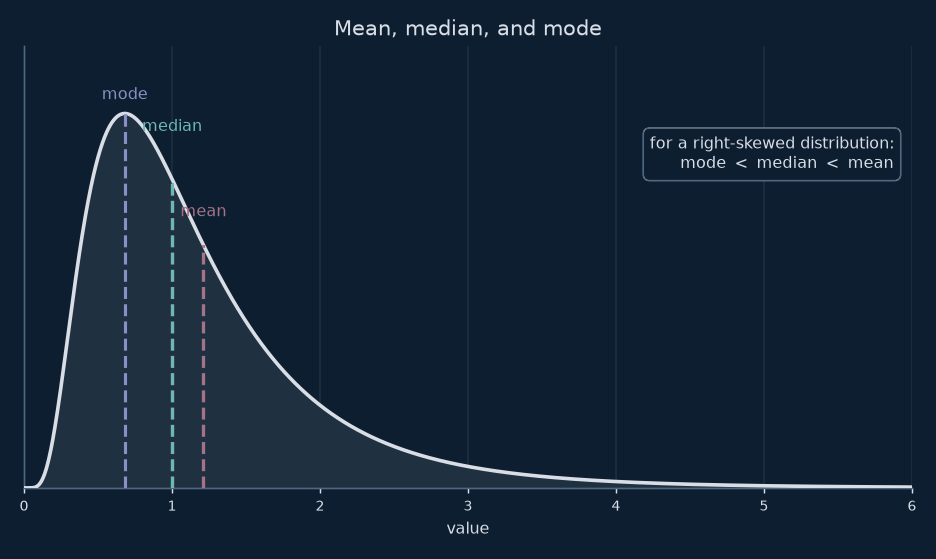 Mean, median, and mode
mode
median
for a right-skewed distribution:
mode < median < mean
mean
0 1 2 3 4 5 6
value